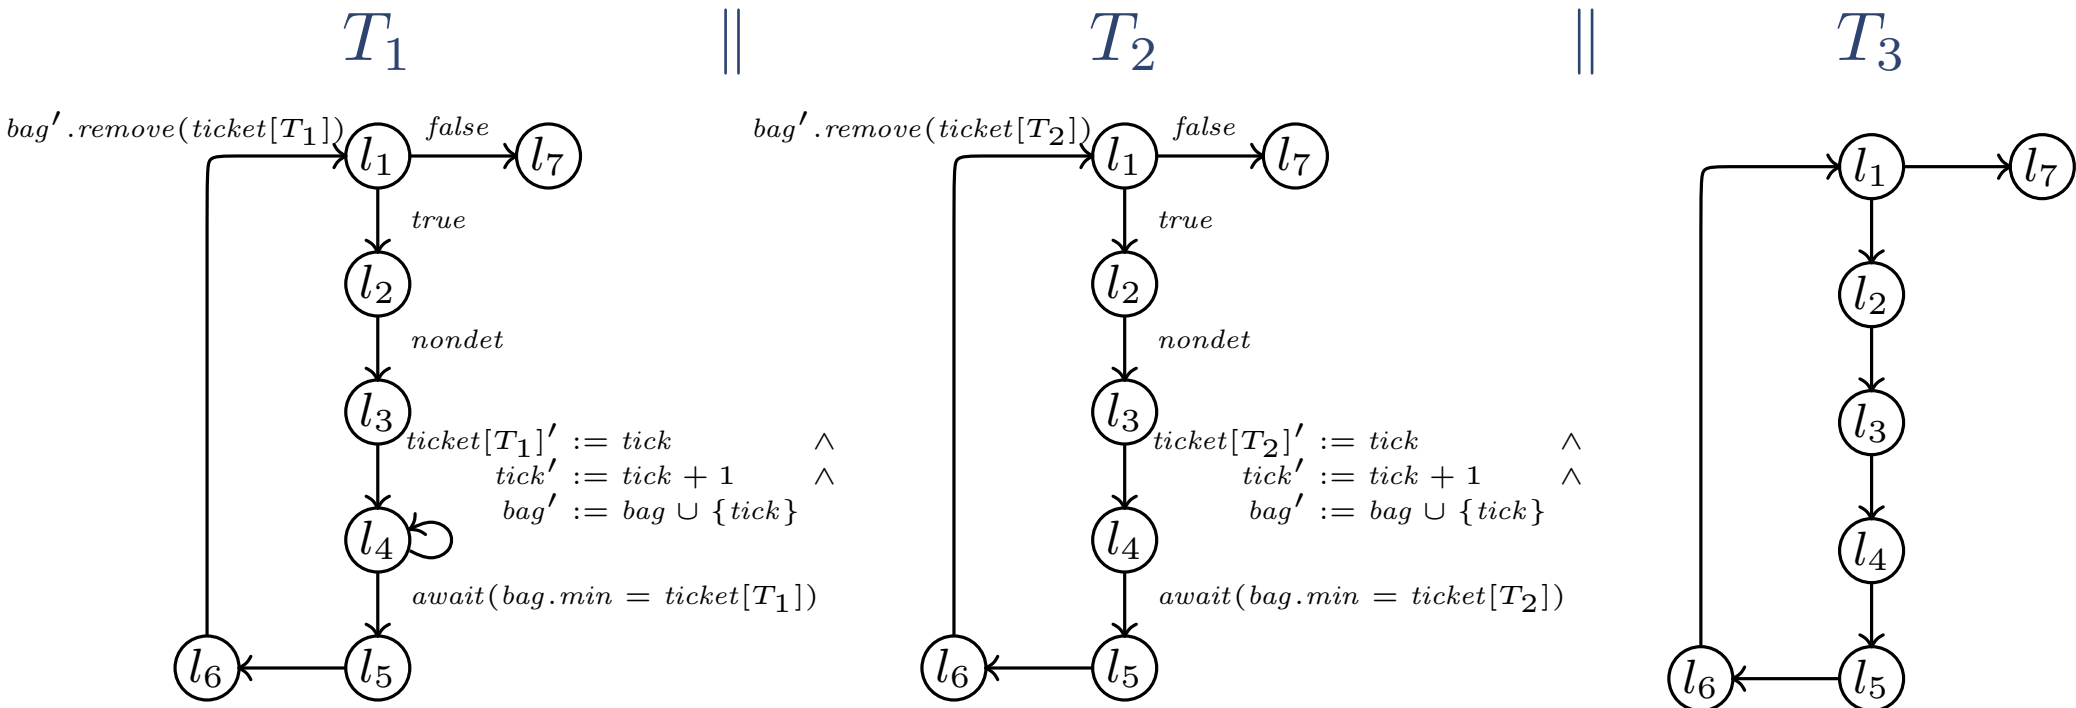 T₁ ‖ T₂ ‖ T₃
bag′.remove(ticket[T₁]) l₁ false l₇ bag′.remove(ticket[T₂]) l₁ false l₇ l₁ l₇
true true
l₂ l₂ l₂
nondet nondet
l₃ l₃ l₃
ticket[T₁]′ := tick ∧ ticket[T₂]′ := tick ∧
tick′ := tick + 1 ∧ tick′ := tick + 1 ∧
bag′ := bag ∪ {tick} bag′ := bag ∪ {tick}
l₄ l₄ l₄
await(bag.min = ticket[T₁]) await(bag.min = ticket[T₂])
l₆ l₅ l₆ l₅ l₆ l₅